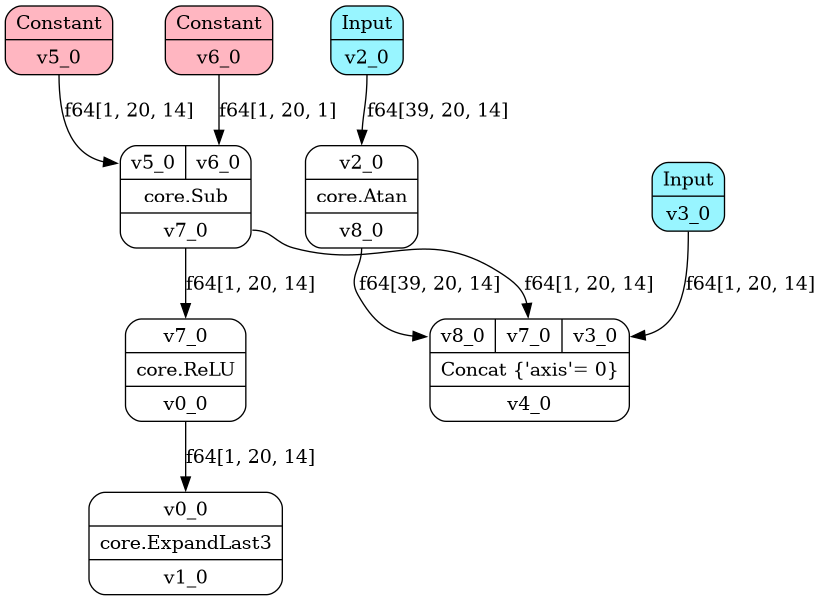 Constant
v5_0
Constant
v6_0
Input
v2_0
f64[1, 20, 14]
f64[1, 20, 1]
f64[39, 20, 14]
v5_0 v6_0
core.Sub
v7_0
v2_0
core.Atan
v8_0
Input
v3_0
f64[1, 20, 14]
f64[39, 20, 14]
f64[1, 20, 14]
f64[1, 20, 14]
v7_0
core.ReLU
v0_0
v8_0 v7_0 v3_0
Concat {'axis'= 0}
v4_0
f64[1, 20, 14]
v0_0
core.ExpandLast3
v1_0